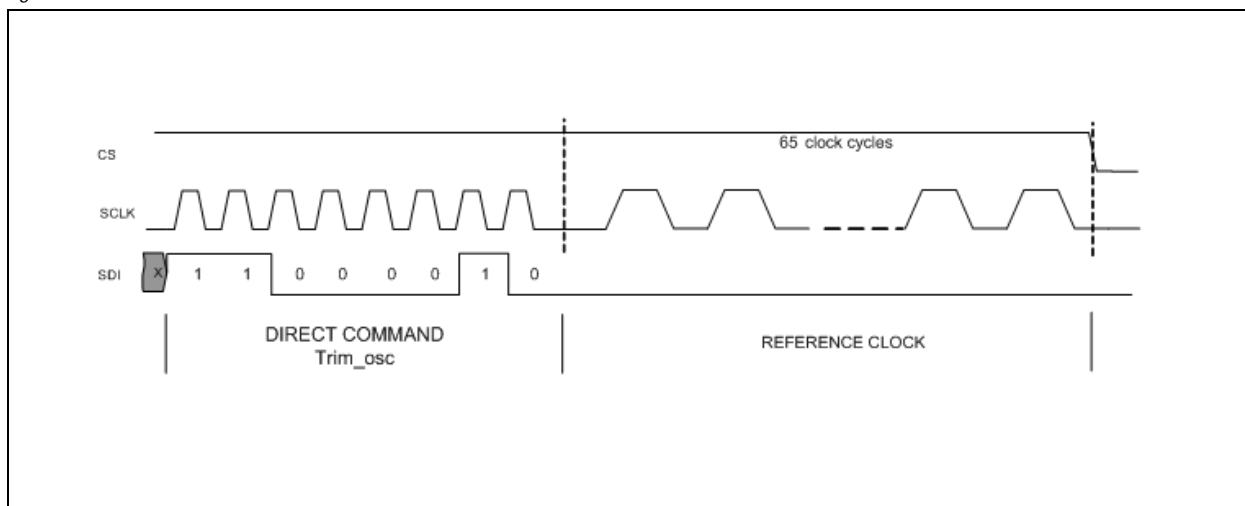 65 clock cycles
CS
SCLK
SDI X 1 1 0 0 0 0 1 0
DIRECT COMMAND
Trim_osc
REFERENCE CLOCK